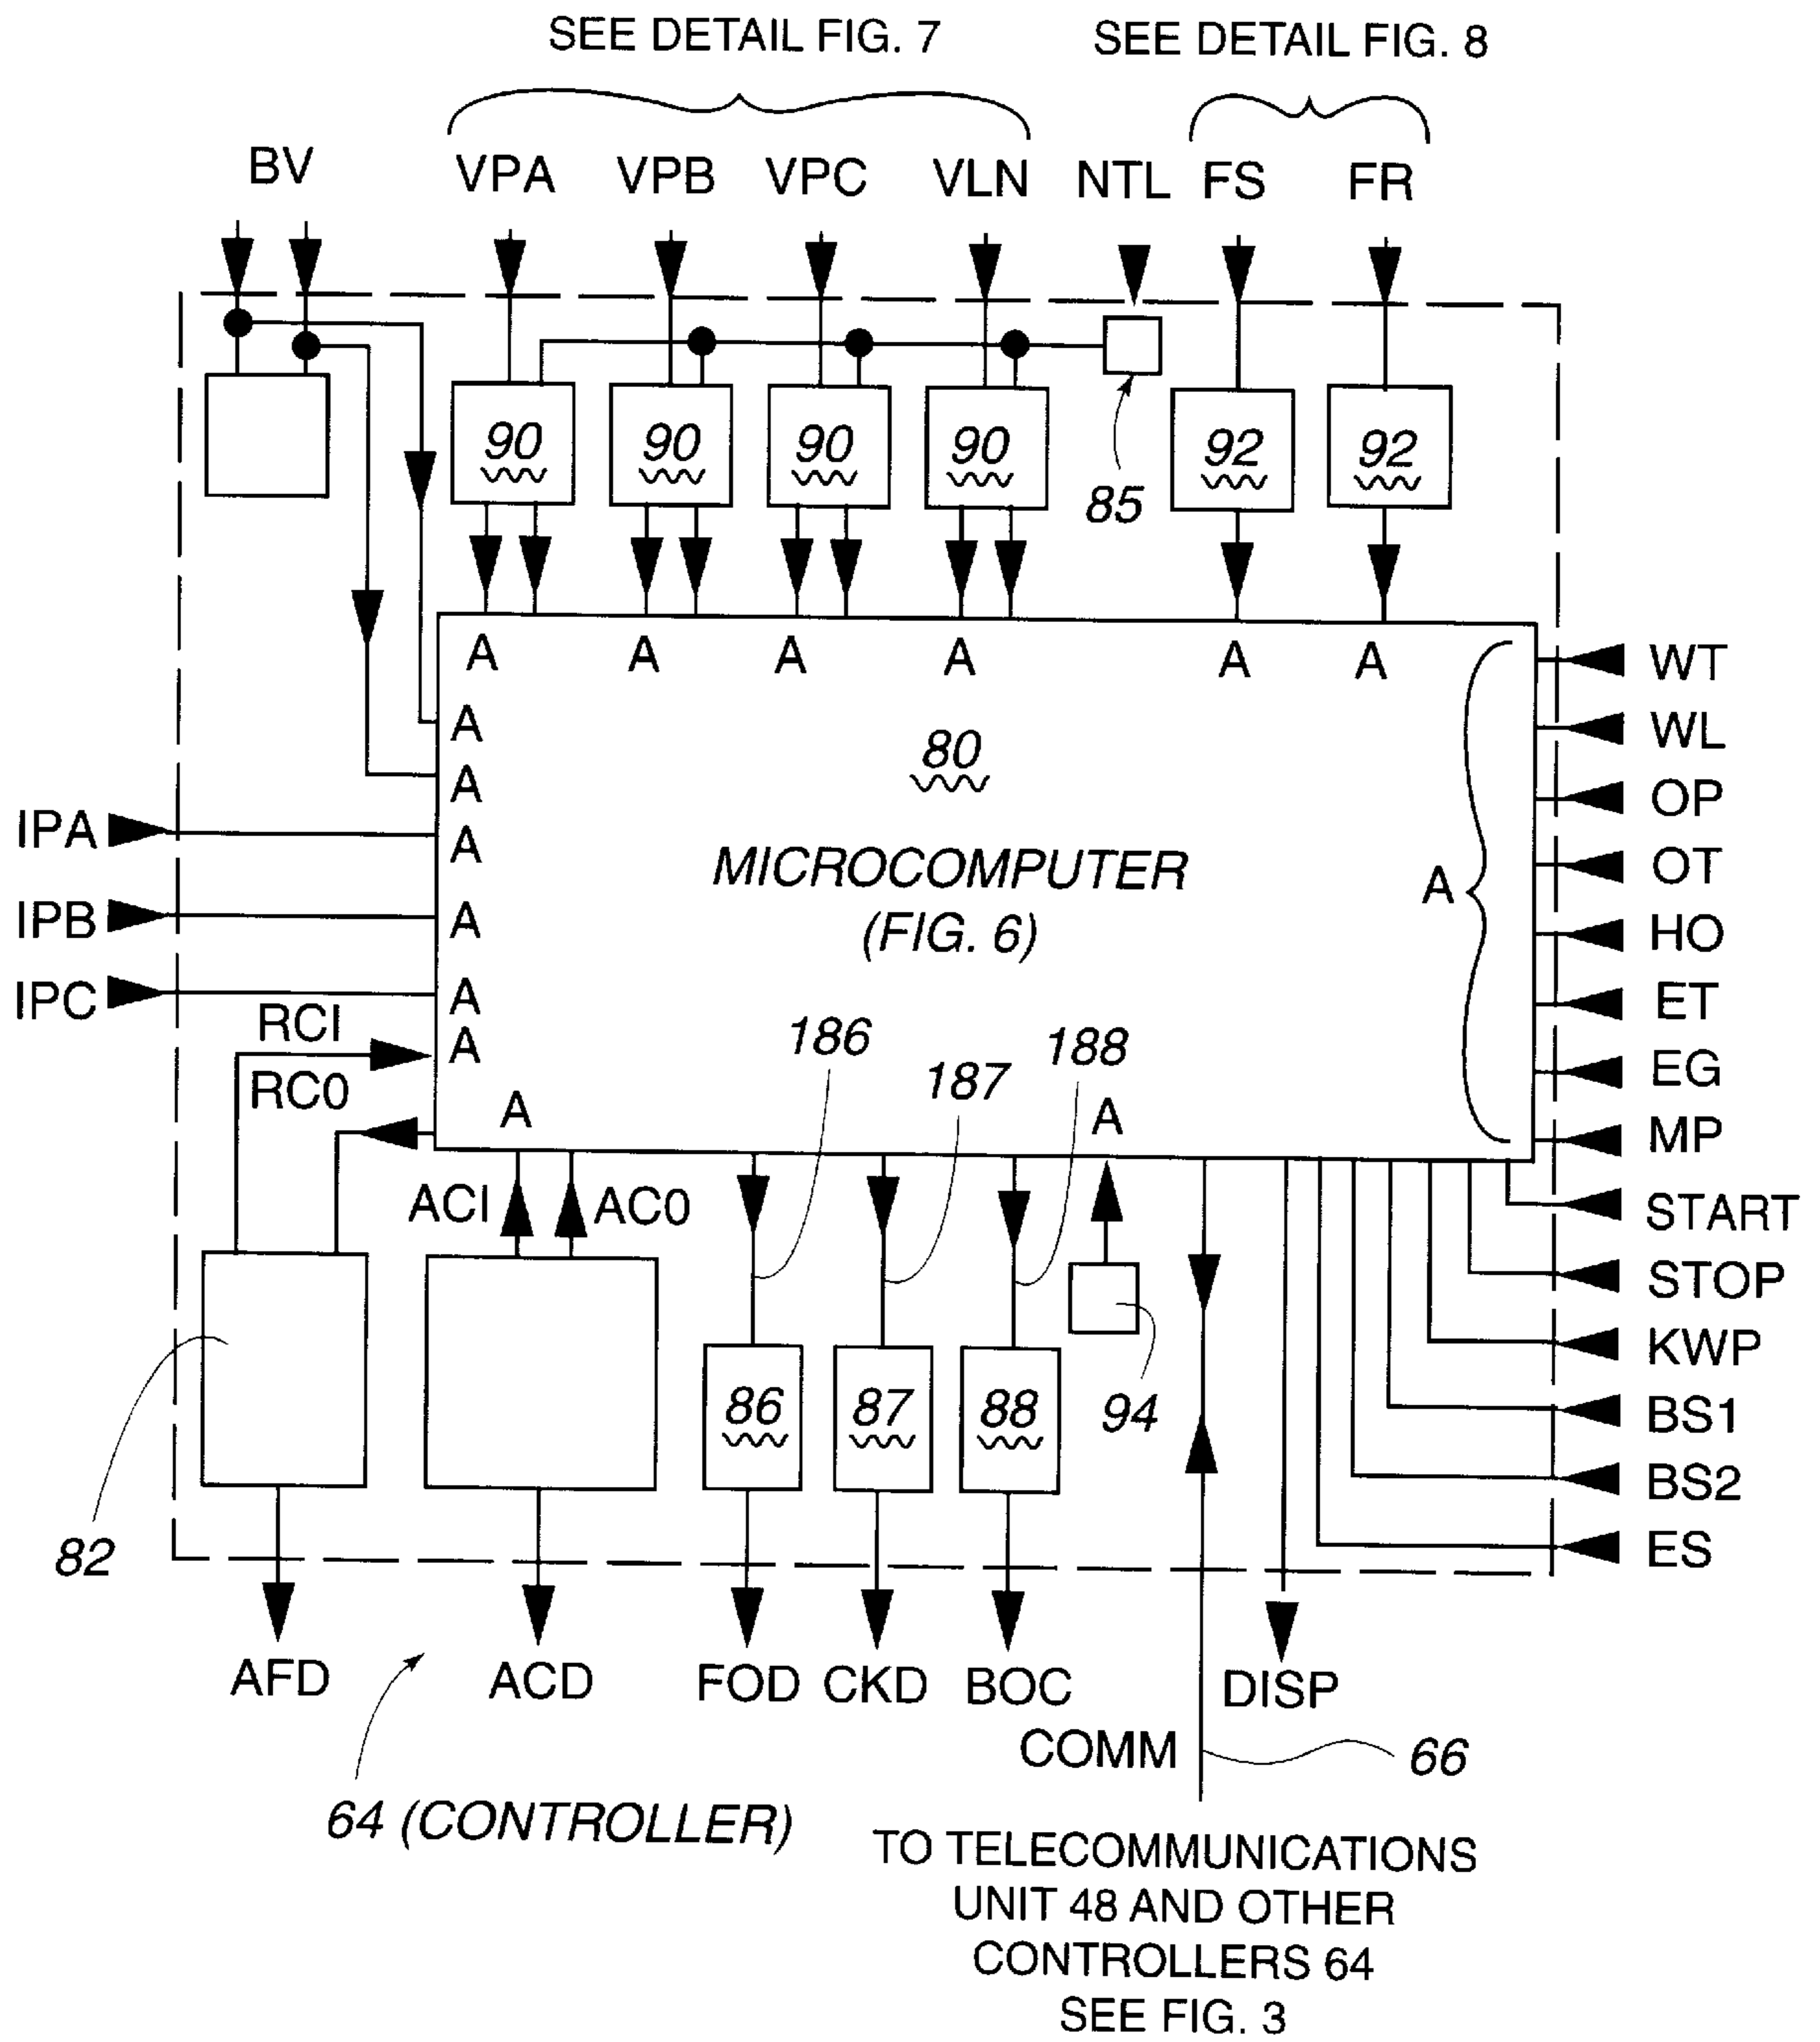 SEE DETAIL FIG. 7
SEE DETAIL FIG. 8
BV
VPA
VPB
VPC
VLN
NTL
FS
FR
90
90
90
90
85
92
92
A
A
A
A
A
A
A
A
A
A
A
A
80
MICROCOMPUTER
(FIG. 6)
A
IPA
IPB
IPC
RCI
RC0
WT
WL
OP
OT
HO
ET
EG
MP
START
STOP
KWP
BS1
BS2
ES
186
187
188
A
A
ACI
AC0
82
86
87
88
94
AFD
ACD
FOD
CKD
BOC
DISP
COMM
66
64 (CONTROLLER)
TO TELECOMMUNICATIONS
UNIT 48 AND OTHER
CONTROLLERS 64
SEE FIG. 3